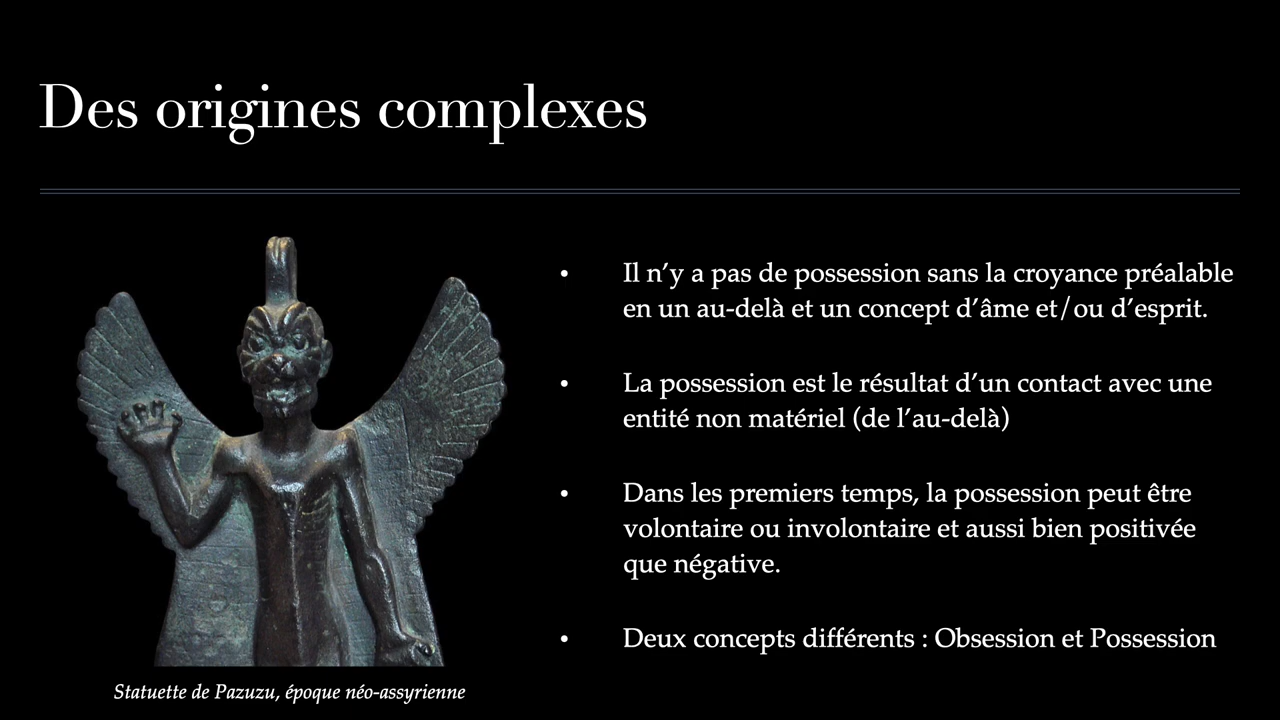 Des origines complexes
• Il n’y a pas de possession sans la croyance préalable
en un au-delà et un concept d’âme et/ou d’esprit.
• La possession est le résultat d’un contact avec une
entité non matériel (de l’au-delà)
• Dans les premiers temps, la possession peut être
volontaire ou involontaire et aussi bien positivée
que négative.
• Deux concepts différents : Obsession et Possession
Statuette de Pazuzu, époque néo-assyrienne